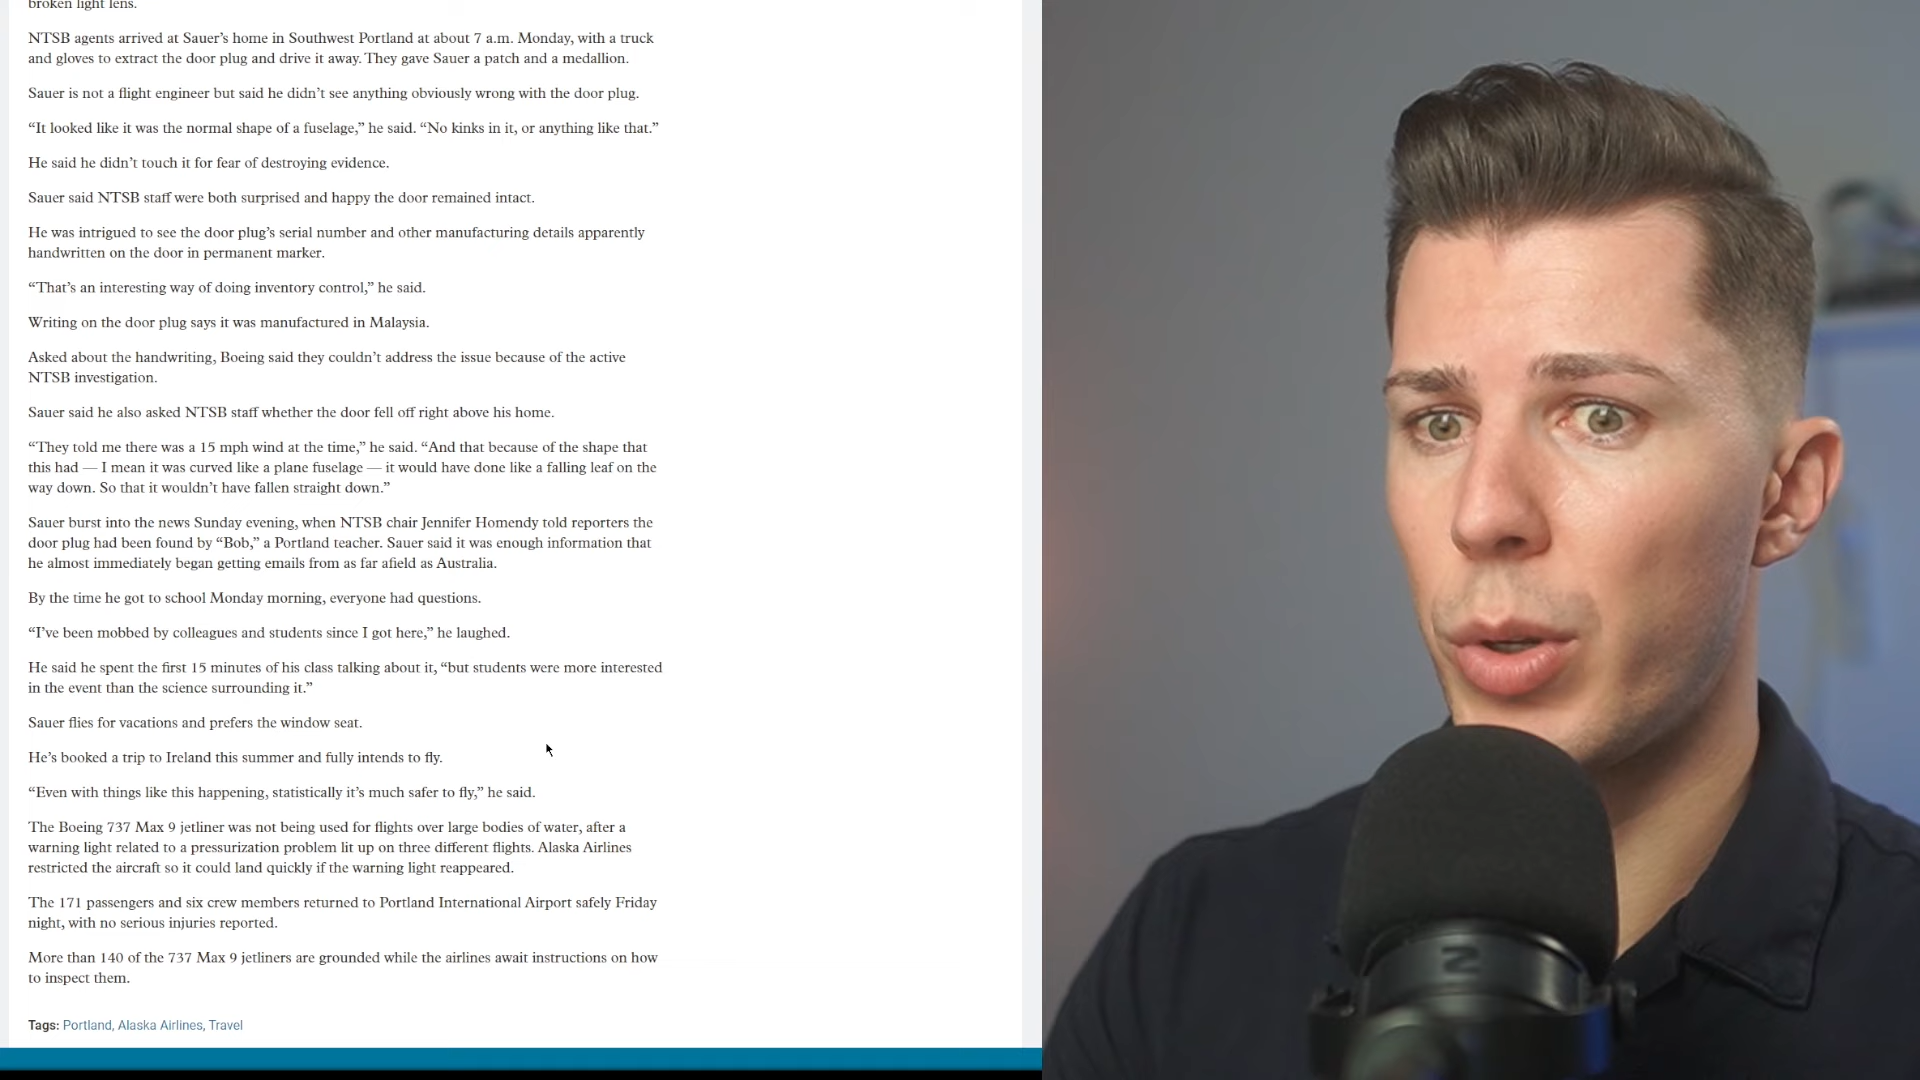 broken light lens.
NTSB agents arrived at Sauer’s home in Southwest Portland at about 7 a.m. Monday, with a truck
and gloves to extract the door plug and drive it away. They gave Sauer a patch and a medallion.
Sauer is not a flight engineer but said he didn’t see anything obviously wrong with the door plug.
“It looked like it was the normal shape of a fuselage,” he said. “No kinks in it, or anything like that.”
He said he didn’t touch it for fear of destroying evidence.
Sauer said NTSB staff were both surprised and happy the door remained intact.
He was intrigued to see the door plug’s serial number and other manufacturing details apparently
handwritten on the door in permanent marker.
“That’s an interesting way of doing inventory control,” he said.
Writing on the door plug says it was manufactured in Malaysia.
Asked about the handwriting, Boeing said they couldn’t address the issue because of the active
NTSB investigation.
Sauer said he also asked NTSB staff whether the door fell off right above his home.
“They told me there was a 15 mph wind at the time,” he said. “And that because of the shape that
this had — I mean it was curved like a plane fuselage — it would have done like a falling leaf on the
way down. So that it wouldn’t have fallen straight down.”
Sauer burst into the news Sunday evening, when NTSB chair Jennifer Homendy told reporters the
door plug had been found by “Bob,” a Portland teacher. Sauer said it was enough information that
he almost immediately began getting emails from as far afield as Australia.
By the time he got to school Monday morning, everyone had questions.
“I’ve been mobbed by colleagues and students since I got here,” he laughed.
He said he spent the first 15 minutes of his class talking about it, “but students were more interested
in the event than the science surrounding it.”
Sauer flies for vacations and prefers the window seat.
He’s booked a trip to Ireland this summer and fully intends to fly.
“Even with things like this happening, statistically it’s much safer to fly,” he said.
The Boeing 737 Max 9 jetliner was not being used for flights over large bodies of water, after a
warning light related to a pressurization problem lit up on three different flights. Alaska Airlines
restricted the aircraft so it could land quickly if the warning light reappeared.
The 171 passengers and six crew members returned to Portland International Airport safely Friday
night, with no serious injuries reported.
More than 140 of the 737 Max 9 jetliners are grounded while the airlines await instructions on how
to inspect them.
Tags: Portland, Alaska Airlines, Travel